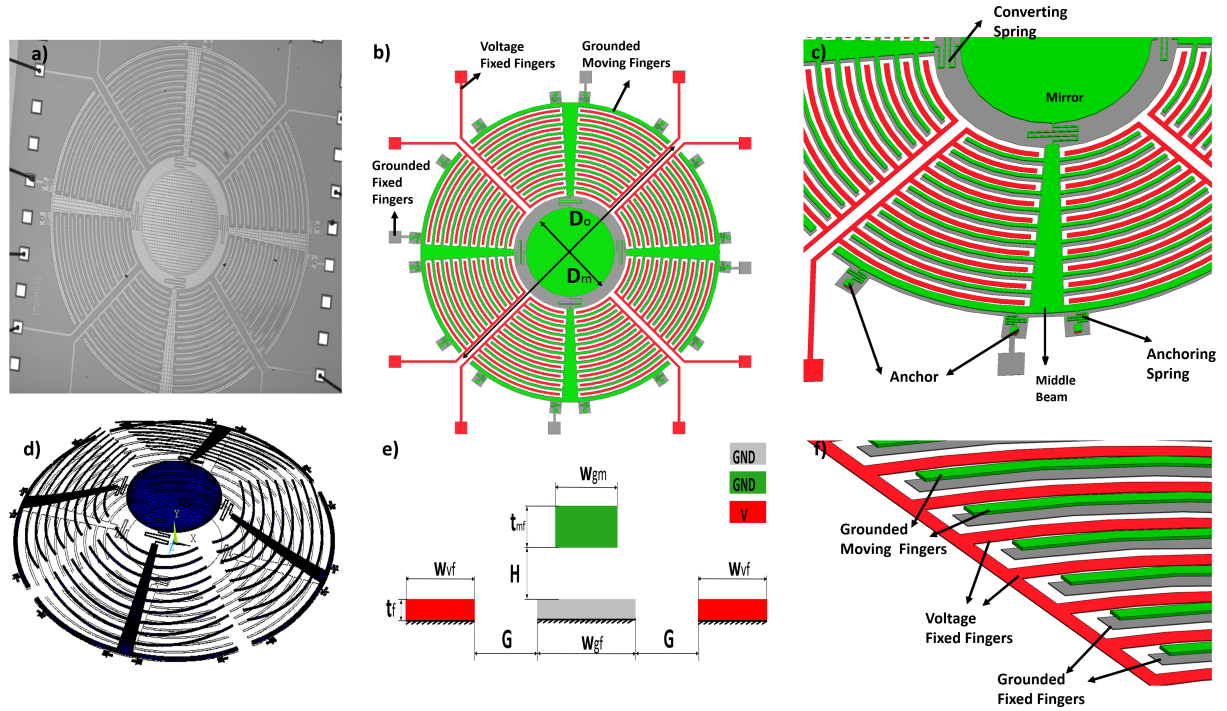 a)
b)
Voltage
Fixed Fingers
Grounded
Moving Fingers
Grounded
Fixed
Fingers
Do
Dm
c)
Converting
Spring
Mirror
Anchor
Middle
Beam
Anchoring
Spring
d)
Y
X
e)
GND
GND
V
Wgm
tmf
H
Wvf
Wvf
tf
G
Wgf
G
f)
Grounded
Moving Fingers
Voltage
Fixed Fingers
Grounded
Fixed Fingers